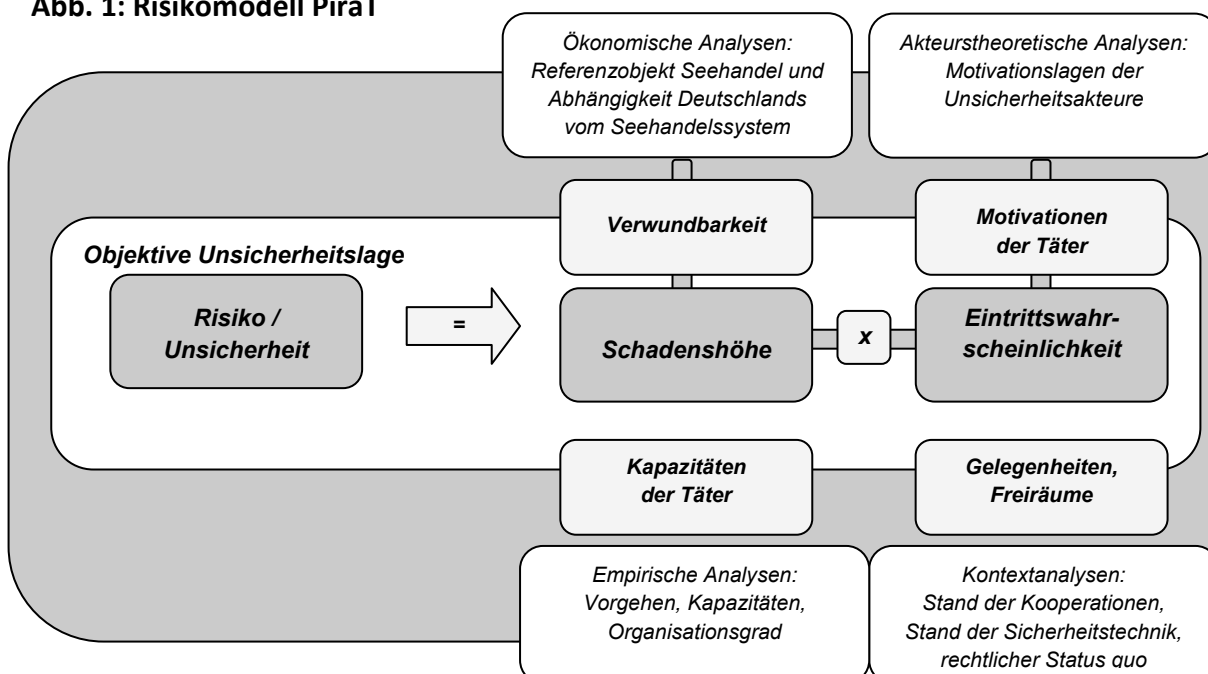 Abb. 1: Risikomodell PiraT
Ökonomische Analysen:
Referenzobjekt Seehandel und
Abhängigkeit Deutschlands
vom Seehandelssystem
Akteurstheoretische Analysen:
Motivationslagen der
Unsicherheitsakteure
Verwundbarkeit
Motivationen
der Täter
Objektive Unsicherheitslage
Risiko /
Unsicherheit
=
Schadenshöhe
x
Eintrittswahr-
scheinlichkeit
Kapazitäten
der Täter
Gelegenheiten,
Freiräume
Empirische Analysen:
Vorgehen, Kapazitäten,
Organisationsgrad
Kontextanalysen:
Stand der Kooperationen,
Stand der Sicherheitstechnik,
rechtlicher Status quo